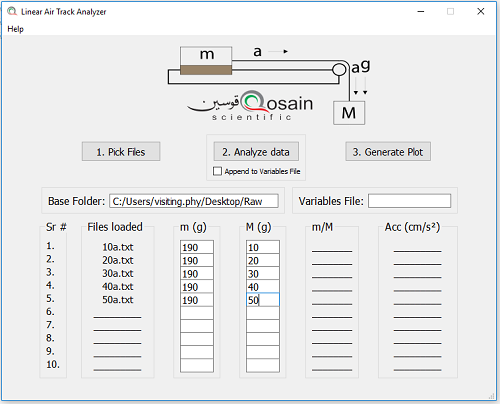 Linear Air Track Analyzer
Help
m
a
a g
M
قوسين Qosain
scientific
1. Pick Files
2. Analyze data
3. Generate Plot
Append to Variables File
Base Folder: C:/Users/visiting.phy/Desktop/Raw
Variables File:
Sr # Files loaded m (g) M (g) m/M Acc (cm/s²)
1. 10a.txt 190 10
2. 20a.txt 190 20
3. 30a.txt 190 30
4. 40a.txt 190 40
5. 50a.txt 190 50
6.
7.
8.
9.
10.